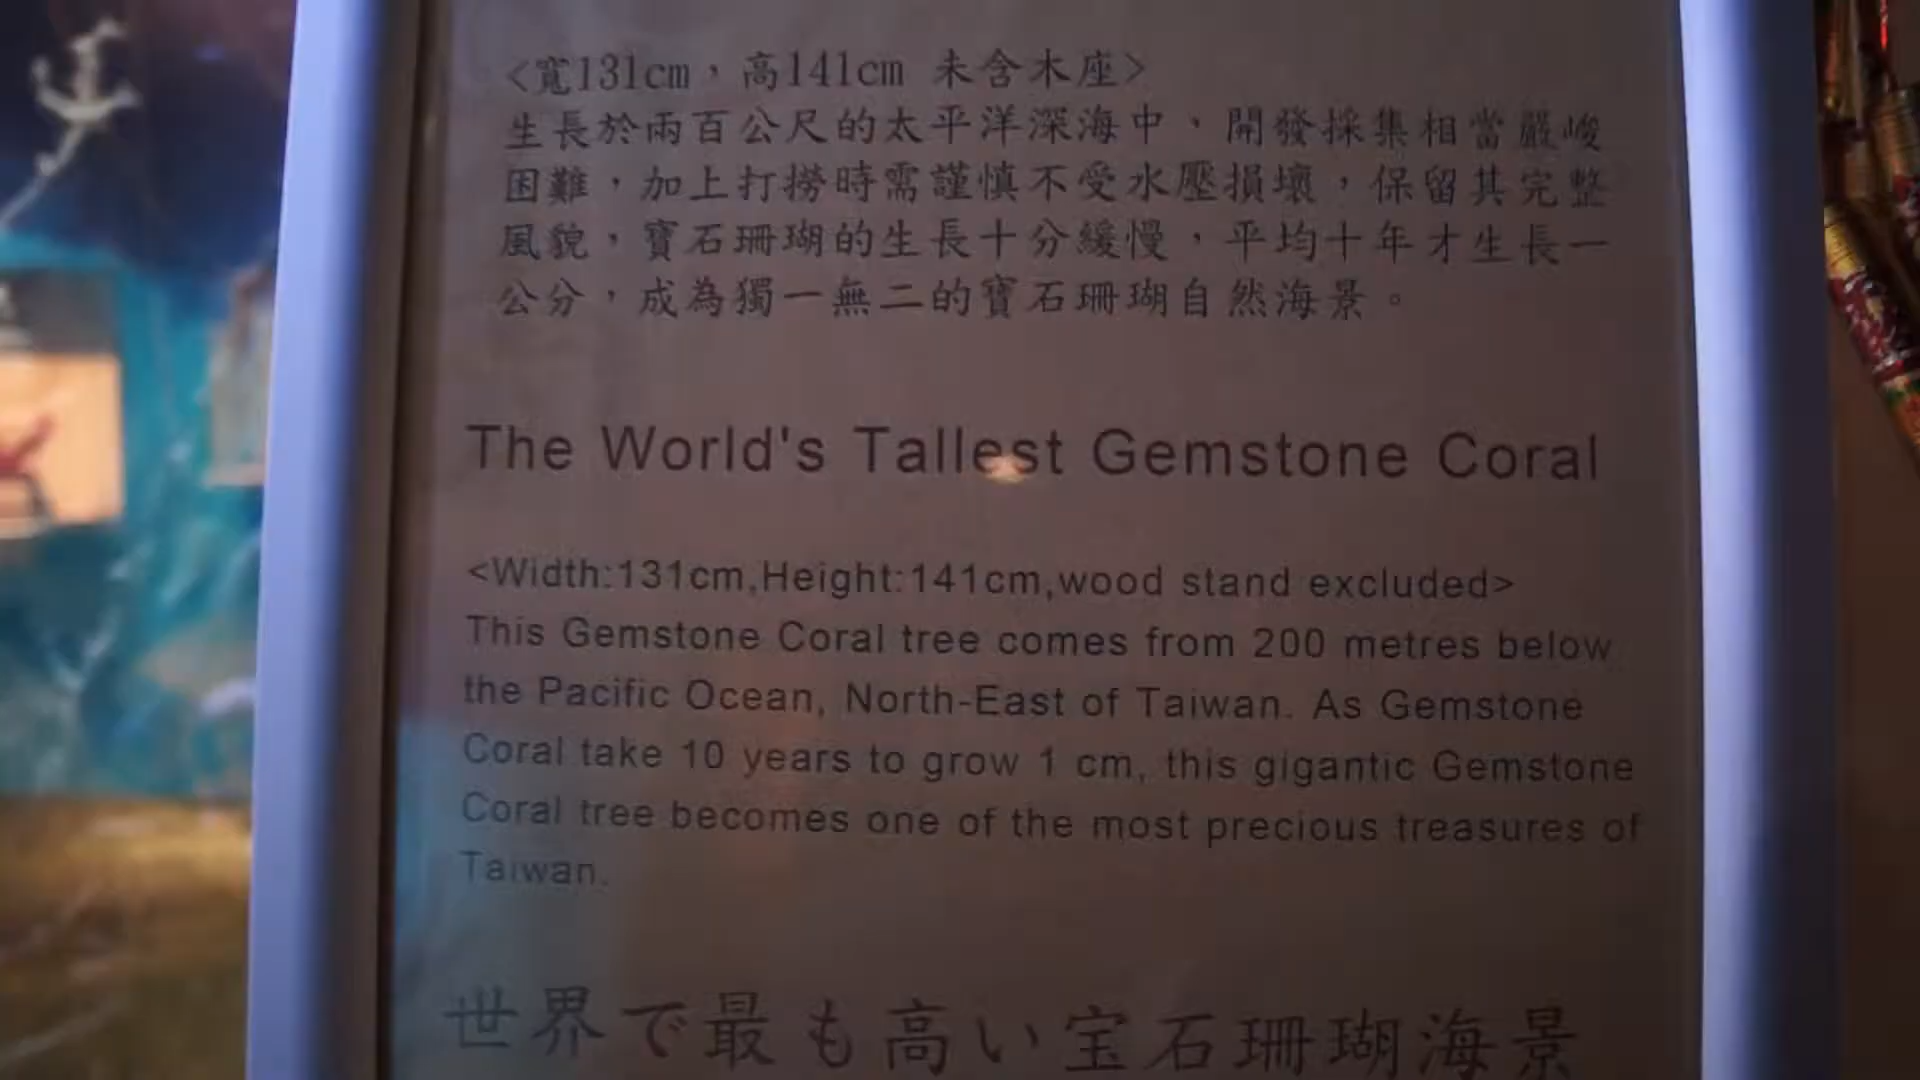 <寬131cm，高141cm 未含木座>
生長於兩百公尺的太平洋深海中、開發採集相當嚴峻
困難，加上打撈時需謹慎不受水壓損壞，保留其完整
風貌，寶石珊瑚的生長十分緩慢，平均十年才生長一
公分，成為獨一無二的寶石珊瑚自然海景。
The World's Tallest Gemstone Coral
<Width:131cm,Height:141cm,wood stand excluded>
This Gemstone Coral tree comes from 200 metres below
the Pacific Ocean, North-East of Taiwan. As Gemstone
Coral take 10 years to grow 1 cm, this gigantic Gemstone
Coral tree becomes one of the most precious treasures of
Taiwan.
世界で最も高い宝石珊瑚海景